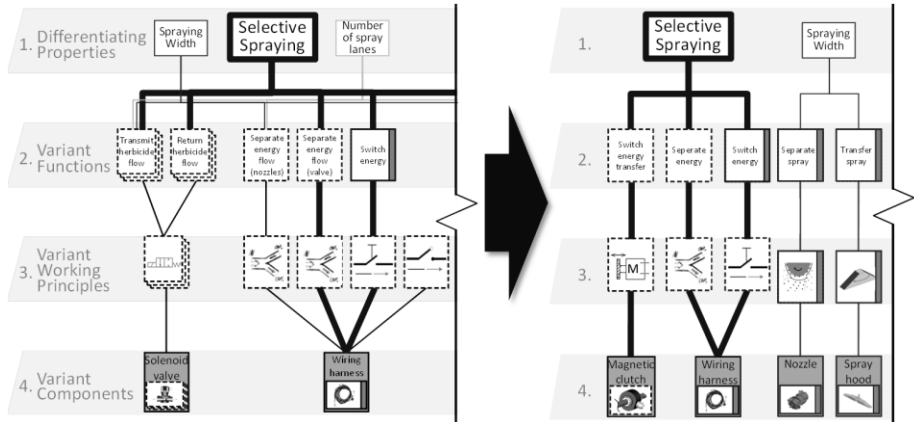 1. Differentiating
Properties
Spraying
Width
Selective
Spraying
Number
of spray
lanes
2. Variant
Functions
Transmit
herbicide
flow
Return
herbicide
flow
Separate
energy
flow
(nozzles)
Separate
energy
flow
(valve)
Switch
energy
3. Variant
Working
Principles
4. Variant
Components
Solenoid
valve
Wiring
harness
1.
Selective
Spraying
Spraying
Width
2.
Switch
energy
transfer
Seperate
energy
Switch
energy
Separate
spray
Transfer
spray
3.
M
4.
Magnetic
clutch
Wiring
harness
Nozzle
Spray
hood